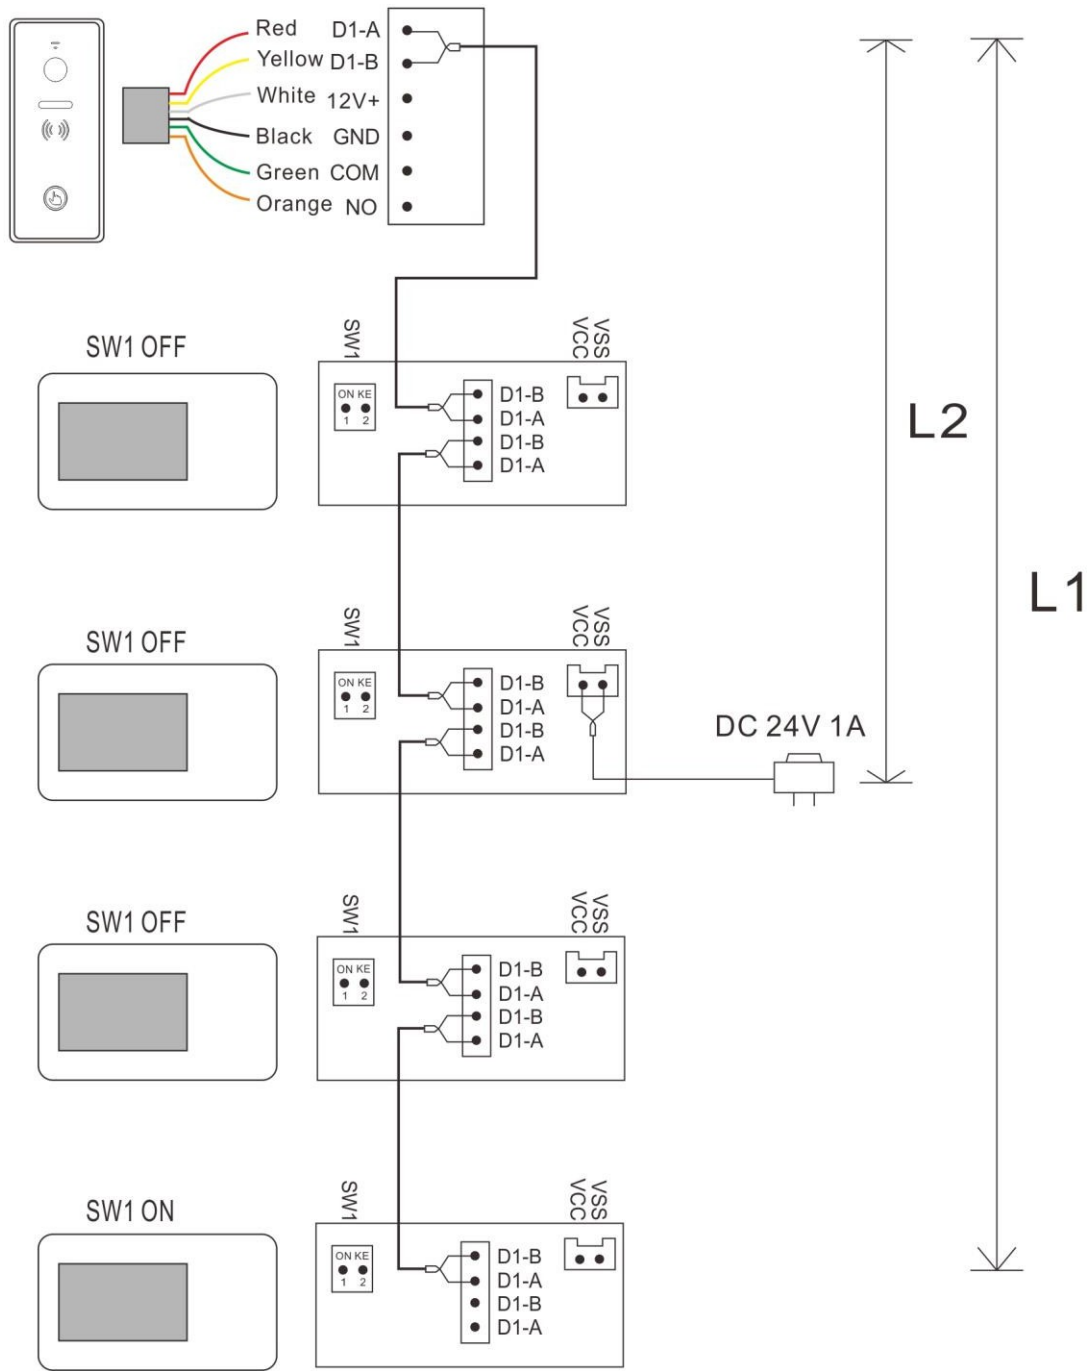 Red D1-A
Yellow D1-B
White 12V+
Black GND
Green COM
Orange NO
SW1 OFF
SW1
ON KE
1 2
D1-B
D1-A
D1-B
D1-A
VCC
VSS
L2
L1
SW1 OFF
SW1
ON KE
1 2
D1-B
D1-A
D1-B
D1-A
VCC
VSS
DC 24V 1A
SW1 OFF
SW1
ON KE
1 2
D1-B
D1-A
D1-B
D1-A
VCC
VSS
SW1 ON
SW1
ON KE
1 2
D1-B
D1-A
D1-B
D1-A
VCC
VSS